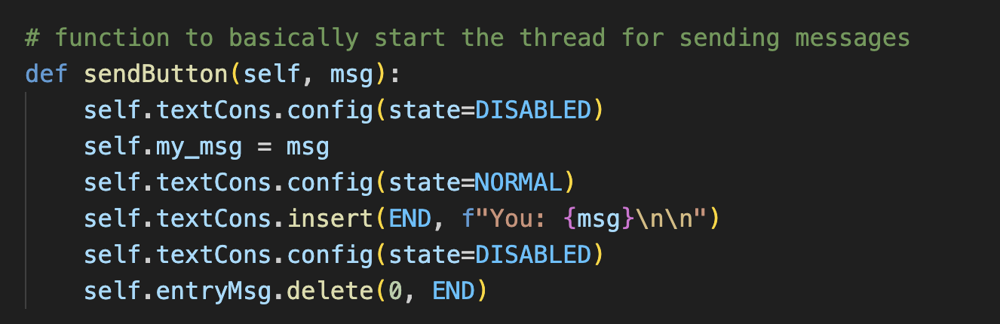 # function to basically start the thread for sending messages
def sendButton(self, msg):
    self.textCons.config(state=DISABLED)
    self.my_msg = msg
    self.textCons.config(state=NORMAL)
    self.textCons.insert(END, f"You: {msg}\n\n")
    self.textCons.config(state=DISABLED)
    self.entryMsg.delete(0, END)